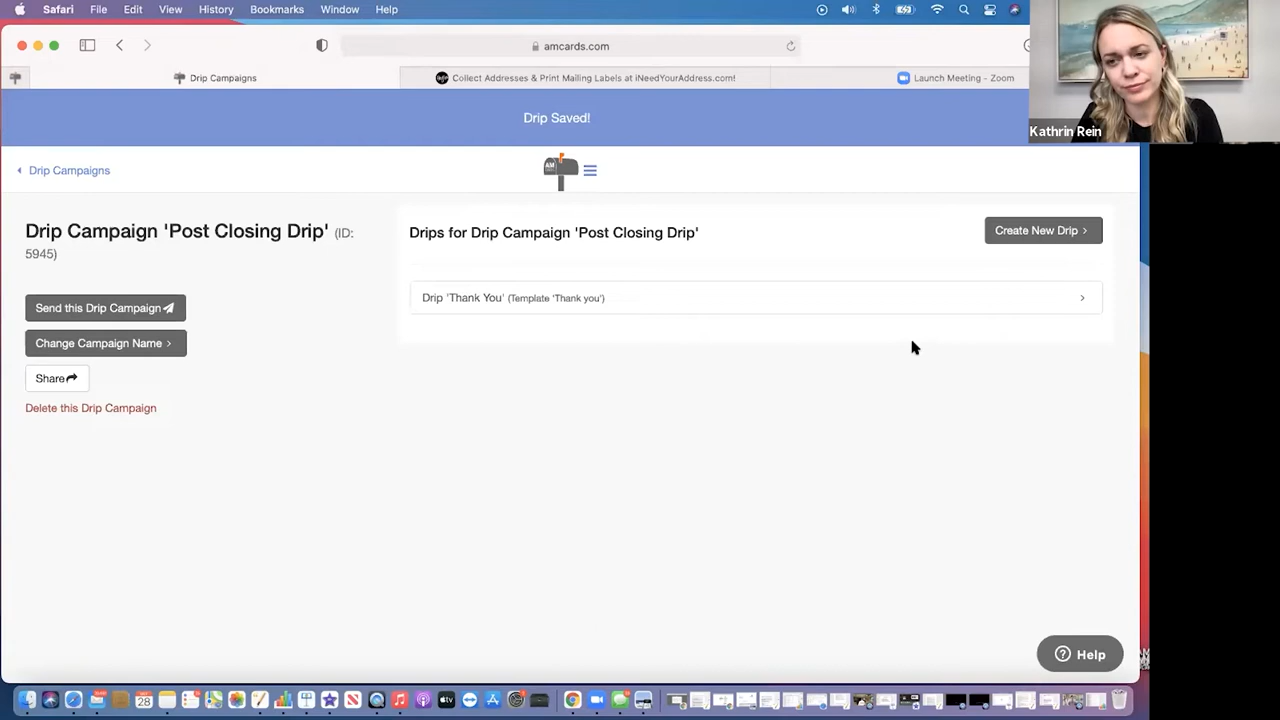 Safari File Edit View History Bookmarks Window Help
amcards.com
Drip Campaigns
Collect Addresses & Print Mailing Labels at iNeedYourAddress.com!
Launch Meeting - Zoom
Kathrin Rein
Drip Saved!
Drip Campaigns
AM
Drip Campaign 'Post Closing Drip' (ID:
5945)
Send this Drip Campaign
Change Campaign Name
Share
Delete this Drip Campaign
Drips for Drip Campaign 'Post Closing Drip'
Create New Drip
Drip 'Thank You' (Template 'Thank you')
Help
28